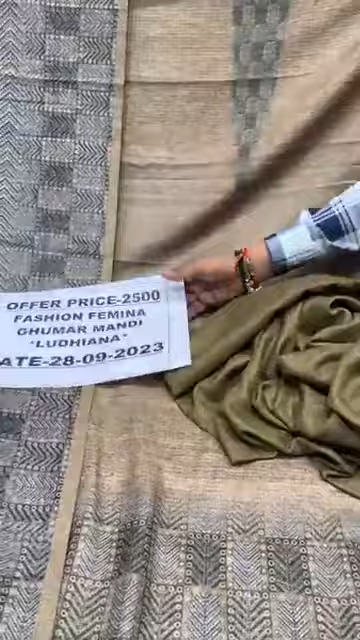 OFFER PRICE-2500
FASHION FEMINA
GHUMAR MANDI
"LUDHIANA"
ATE-28-09-2023